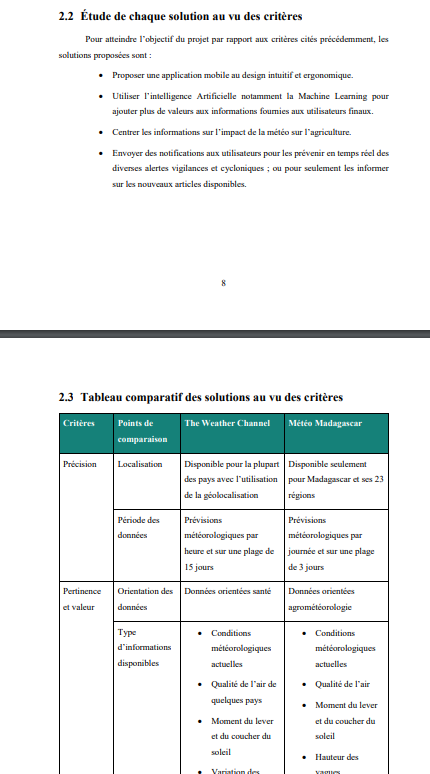 2.2 Étude de chaque solution au vu des critères
Pour atteindre l'objectif du projet par rapport aux critères cités précédemment, les
solutions proposées sont :
• Proposer une application mobile au design intuitif et ergonomique.
• Utiliser l'intelligence Artificielle notamment la Machine Learning pour
ajouter plus de valeurs aux informations fournies aux utilisateurs finaux.
• Centrer les informations sur l'impact de la météo sur l'agriculture.
• Envoyer des notifications aux utilisateurs pour les prévenir en temps réel des
diverses alertes vigilances et cycloniques ; ou pour seulement les informer
sur les nouveaux articles disponibles.
8
2.3 Tableau comparatif des solutions au vu des critères
Critères
Points de
comparaison
The Weather Channel
Météo Madagascar
Précision
Localisation
Disponible pour la plupart
des pays avec l'utilisation
de la géolocalisation
Disponible seulement
pour Madagascar et ses 23
régions
Période des
données
Prévisions
météorologiques par
heure et sur une plage de
15 jours
Prévisions
météorologiques par
journée et sur une plage
de 3 jours
Pertinence
et valeur
Orientation des
données
Données orientées santé
Données orientées
agrométéorologie
Type
d'informations
disponibles
• Conditions
météorologiques
actuelles
• Qualité de l'air de
quelques pays
• Moment du lever
et du coucher du
soleil
• Variation des
• Conditions
météorologiques
actuelles
• Qualité de l'air
• Moment du lever
et du coucher du
soleil
• Hauteur des
vagues